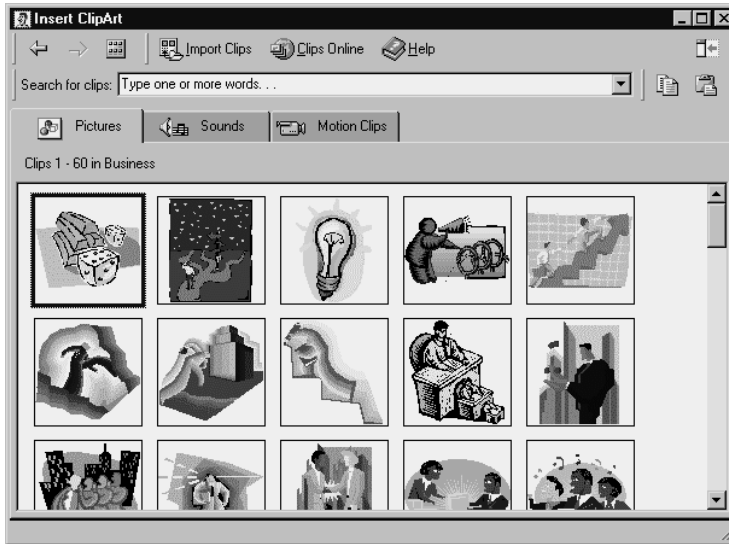 Insert ClipArt
Import Clips Clips Online Help
Search for clips: Type one or more words. . .
Pictures Sounds Motion Clips
Clips 1 - 60 in Business